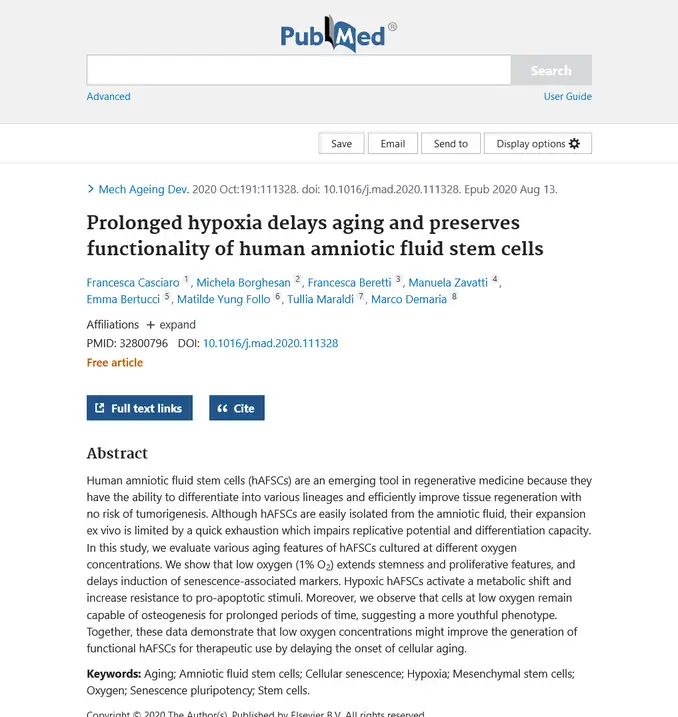 PubMed®
Search
Advanced
User Guide
Save
Email
Send to
Display options
Mech Ageing Dev. 2020 Oct:191:111328. doi: 10.1016/j.mad.2020.111328. Epub 2020 Aug 13.
Prolonged hypoxia delays aging and preserves
functionality of human amniotic fluid stem cells
Francesca Casciaro 1, Michela Borghesan 2, Francesca Beretti 3, Manuela Zavatti 4,
Emma Bertucci 5, Matilde Yung Follo 6, Tullia Maraldi 7, Marco Demaria 8
Affiliations + expand
PMID: 32800796 DOI: 10.1016/j.mad.2020.111328
Free article
Full text links
Cite
Abstract
Human amniotic fluid stem cells (hAFSCs) are an emerging tool in regenerative medicine because they
have the ability to differentiate into various lineages and efficiently improve tissue regeneration with
no risk of tumorigenesis. Although hAFSCs are easily isolated from the amniotic fluid, their expansion
ex vivo is limited by a quick exhaustion which impairs replicative potential and differentiation capacity.
In this study, we evaluate various aging features of hAFSCs cultured at different oxygen
concentrations. We show that low oxygen (1% O2) extends stemness and proliferative features, and
delays induction of senescence-associated markers. Hypoxic hAFSCs activate a metabolic shift and
increase resistance to pro-apoptotic stimuli. Moreover, we observe that cells at low oxygen remain
capable of osteogenesis for prolonged periods of time, suggesting a more youthful phenotype.
Together, these data demonstrate that low oxygen concentrations might improve the generation of
functional hAFSCs for therapeutic use by delaying the onset of cellular aging.
Keywords: Aging; Amniotic fluid stem cells; Cellular senescence; Hypoxia; Mesenchymal stem cells;
Oxygen; Senescence pluripotency; Stem cells.
Copyright © 2020 The Author(s). Published by Elsevier B.V. All rights reserved.